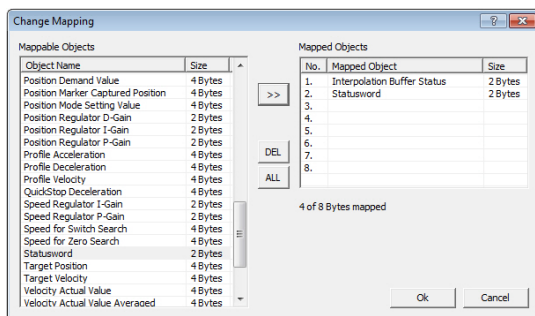 Change Mapping
Mappable Objects
Object Name Size
Position Demand Value 4 Bytes
Position Marker Captured Position 4 Bytes
Position Mode Setting Value 4 Bytes
Position Regulator D-Gain 2 Bytes
Position Regulator I-Gain 2 Bytes
Position Regulator P-Gain 2 Bytes
Profile Acceleration 4 Bytes
Profile Deceleration 4 Bytes
Profile Velocity 4 Bytes
QuickStop Deceleration 4 Bytes
Speed Regulator I-Gain 2 Bytes
Speed Regulator P-Gain 2 Bytes
Speed for Switch Search 4 Bytes
Speed for Zero Search 4 Bytes
Statusword 2 Bytes
Target Position 4 Bytes
Target Velocity 4 Bytes
Velocity Actual Value 4 Bytes
Velocity Actual Value Averaged 4 Bytes
>>
DEL
ALL
Mapped Objects
No. Mapped Object Size
1. Interpolation Buffer Status 2 Bytes
2. Statusword 2 Bytes
3.
4.
5.
6.
7.
8.
4 of 8 Bytes mapped
Ok Cancel